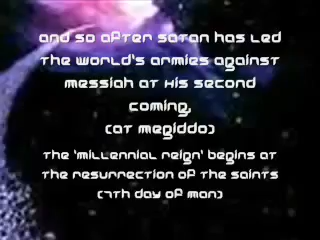 and so after satan has led
the world's armies against
messiah at His second
coming,
(at megiddo)
the 'millennial reign' begins at
the resurrection of the saints
(7th day of man)